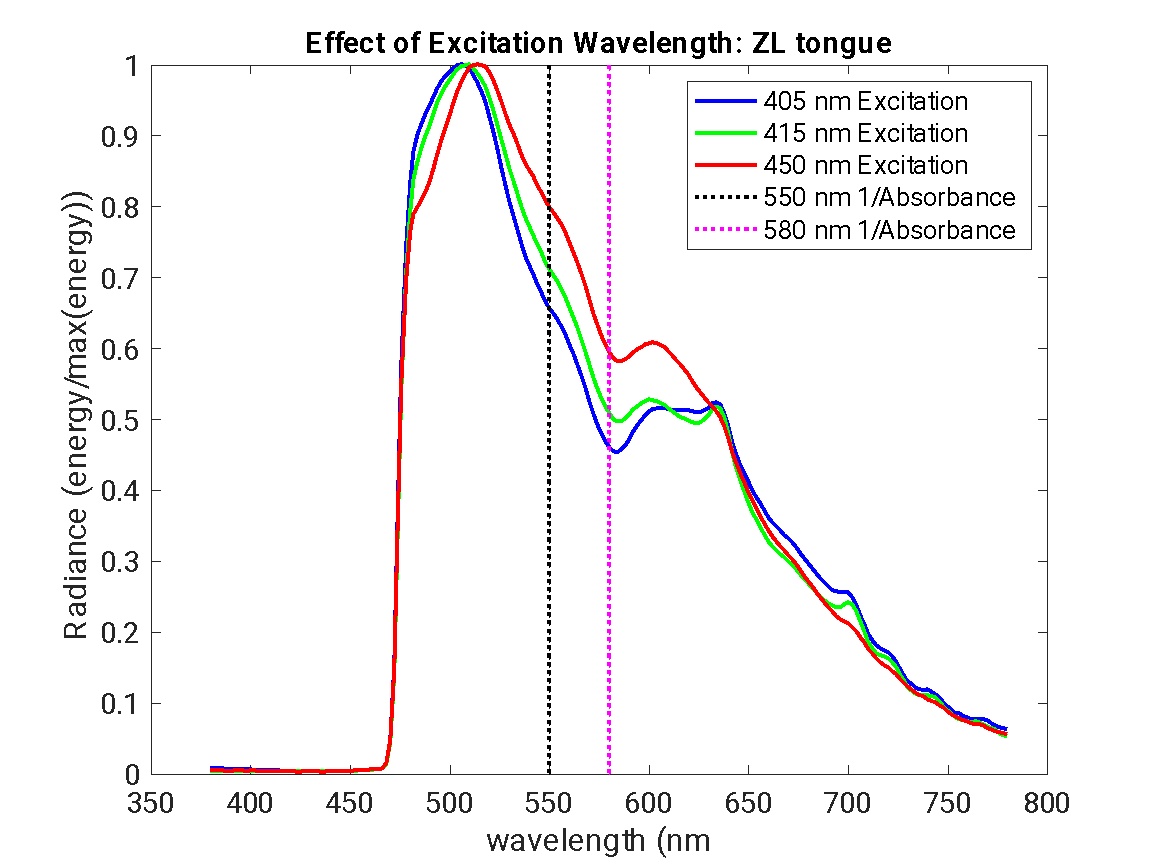 Effect of Excitation Wavelength: ZL tongue
Radiance (energy/max(energy))
1
0.9
0.8
0.7
0.6
0.5
0.4
0.3
0.2
0.1
0
405 nm Excitation
415 nm Excitation
450 nm Excitation
550 nm 1/Absorbance
580 nm 1/Absorbance
350 400 450 500 550 600 650 700 750 800
wavelength (nm